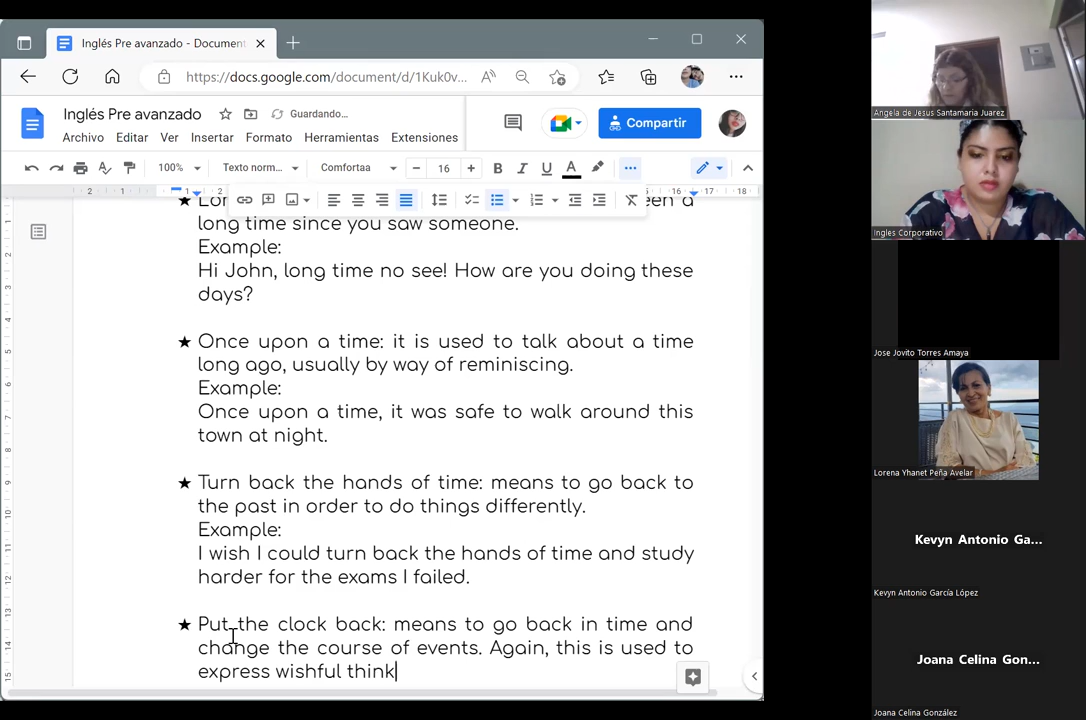 Inglés Pre avanzado - Document
https://docs.google.com/document/d/1Kuk0v...
Inglés Pre avanzado
Guardando...
Archivo Editar Ver Insertar Formato Herramientas Extensiones
Compartir
100% Texto norm... Comfortaa 16
2 1 1 2 16 17 18
long time since you saw someone.
Example:
Hi John, long time no see! How are you doing these
days?
★ Once upon a time: it is used to talk about a time
long ago, usually by way of reminiscing.
Example:
Once upon a time, it was safe to walk around this
town at night.
★ Turn back the hands of time: means to go back to
the past in order to do things differently.
Example:
I wish I could turn back the hands of time and study
harder for the exams I failed.
★ Put the clock back: means to go back in time and
change the course of events. Again, this is used to
express wishful think
Angela de Jesus Santamaria Juarez
Ingles Corporativo
Jose Jovito Torres Amaya
Lorena Yhanet Peña Avelar
Kevyn Antonio Ga...
Kevyn Antonio García López
Joana Celina Gon...
Joana Celina González